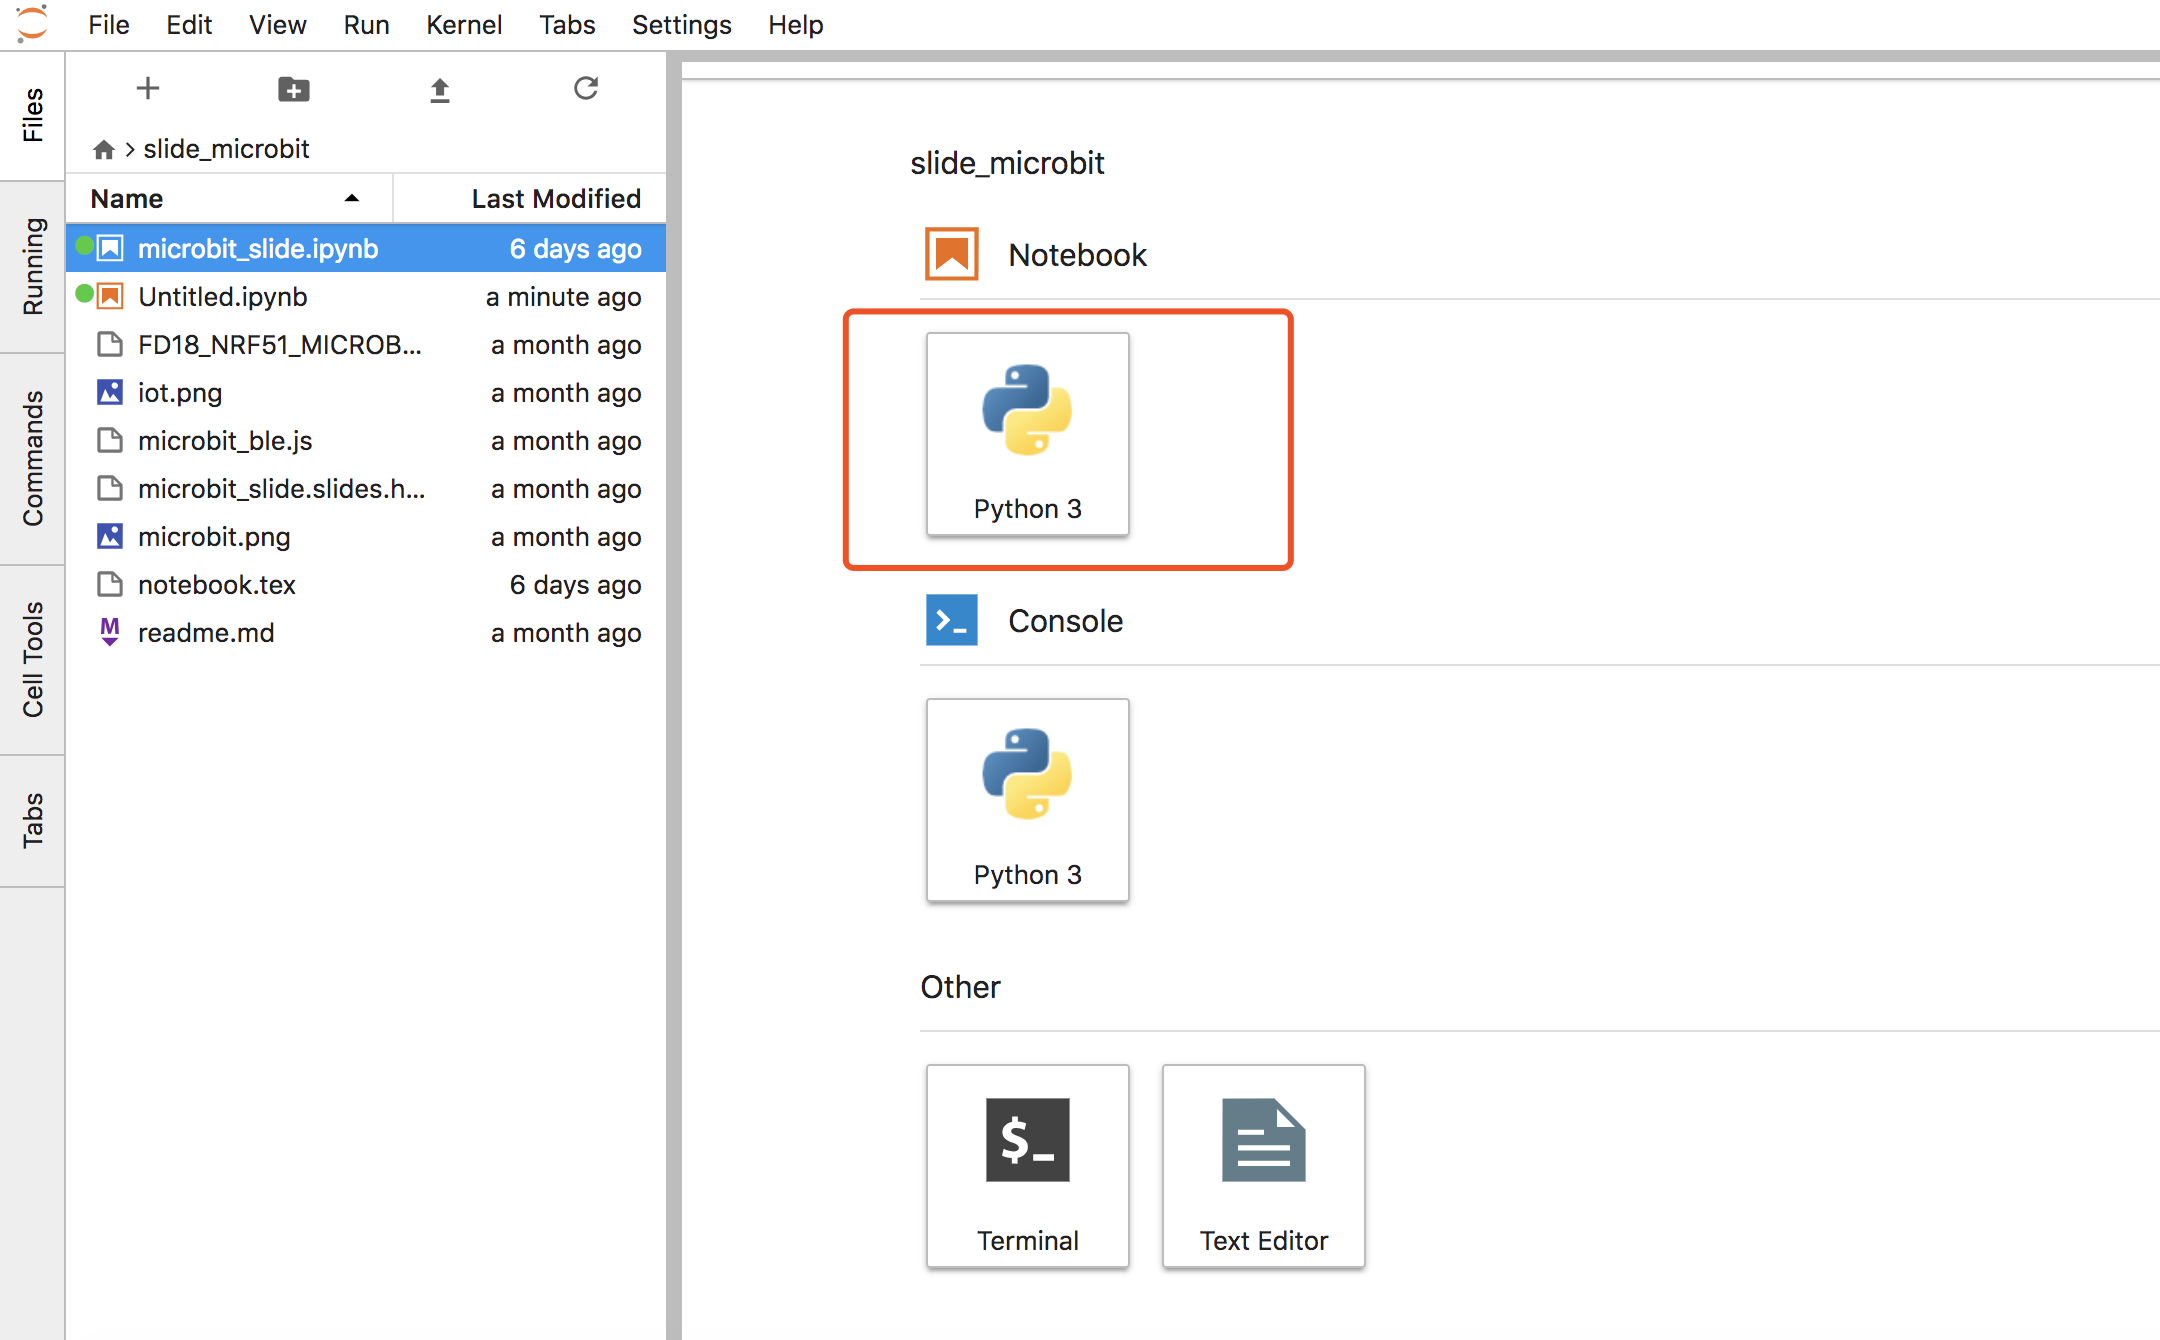 File Edit View Run Kernel Tabs Settings Help
Files
Running
Commands
Cell Tools
Tabs
slide_microbit
Name Last Modified
microbit_slide.ipynb 6 days ago
Untitled.ipynb a minute ago
FD18_NRF51_MICROB... a month ago
iot.png a month ago
microbit_ble.js a month ago
microbit_slide.slides.h... a month ago
microbit.png a month ago
notebook.tex 6 days ago
M readme.md a month ago
slide_microbit
Notebook
Python 3
Console
Python 3
Other
$_
Terminal
Text Editor